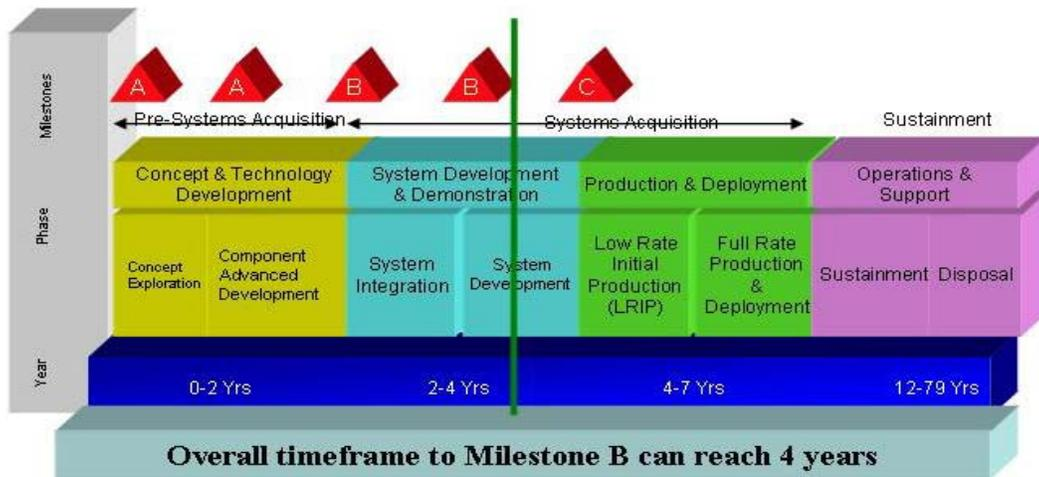 Milestones
A
A
B
B
C
Pre-Systems Acquisition
Systems Acquisition
Sustainment
Phase
Concept & Technology
Development
System Development
& Demonstration
Production & Deployment
Operations &
Support
Concept
Exploration
Component
Advanced
Development
System
Integration
System
Development
Low Rate
Initial
Production
(LRIP)
Full Rate
Production
&
Deployment
Sustainment
Disposal
Year
0-2 Yrs
2-4 Yrs
4-7 Yrs
12-79 Yrs
Overall timeframe to Milestone B can reach 4 years